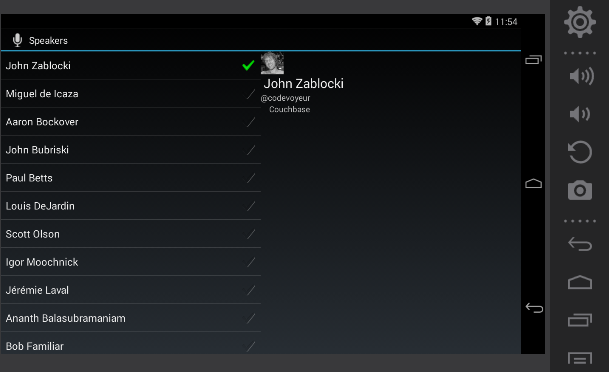 11:54
Speakers
John Zablocki
Miguel de Icaza
Aaron Bockover
John Bubriski
Paul Betts
Louis DeJardin
Scott Olson
Igor Moochnick
Jérémie Laval
Ananth Balasubramaniam
Bob Familiar
John Zablocki
@codevoyeur
Couchbase